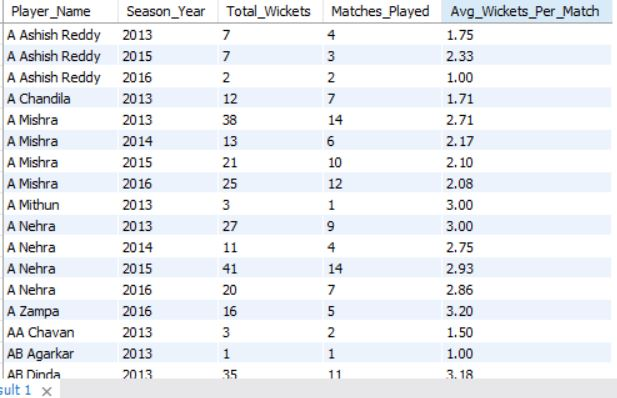 Player_Name Season_Year Total_Wickets Matches_Played Avg_Wickets_Per_Match
A Ashish Reddy 2013 7 4 1.75
A Ashish Reddy 2015 7 3 2.33
A Ashish Reddy 2016 2 2 1.00
A Chandila 2013 12 7 1.71
A Mishra 2013 38 14 2.71
A Mishra 2014 13 6 2.17
A Mishra 2015 21 10 2.10
A Mishra 2016 25 12 2.08
A Mithun 2013 3 1 3.00
A Nehra 2013 27 9 3.00
A Nehra 2014 11 4 2.75
A Nehra 2015 41 14 2.93
A Nehra 2016 20 7 2.86
A Zampa 2016 16 5 3.20
AA Chavan 2013 3 2 1.50
AB Agarkar 2013 1 1 1.00
AB Dinda 2013 35 11 3.18
sult 1